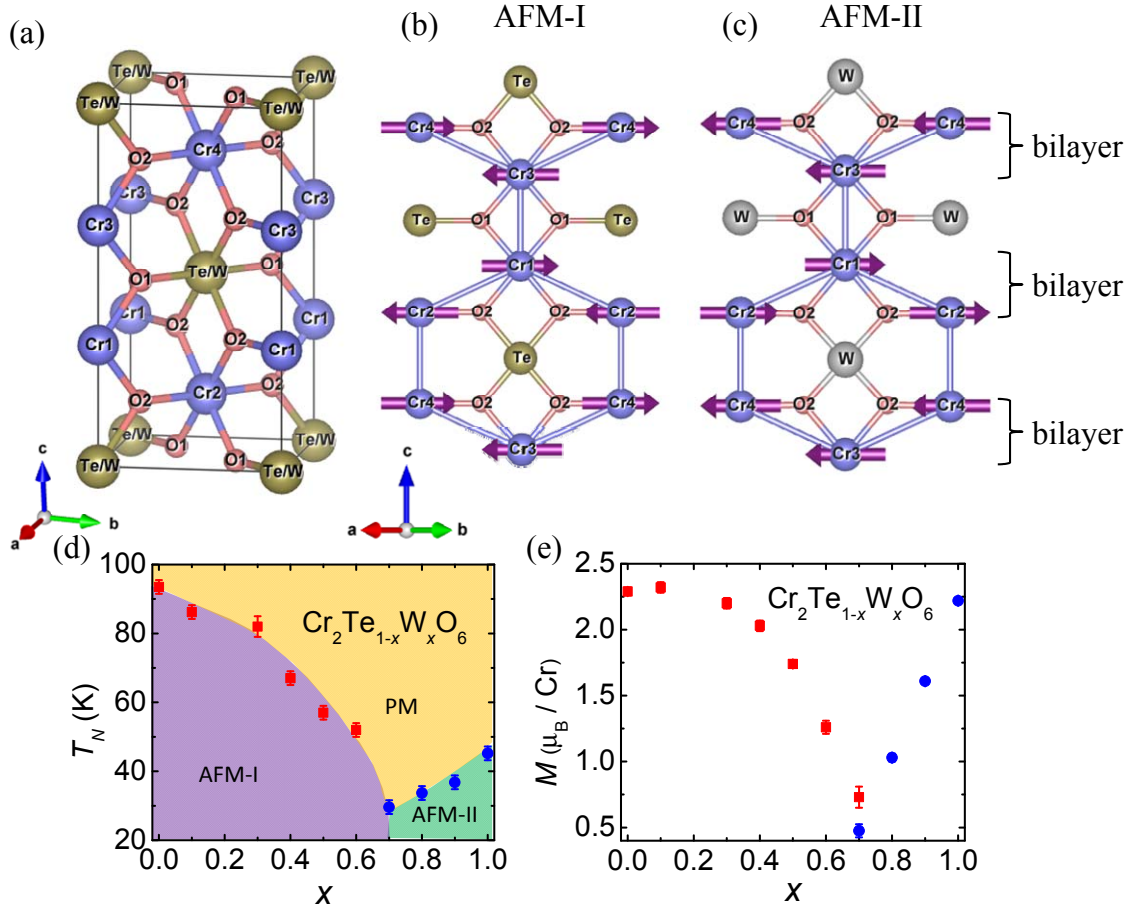 AFM-I AFM-II
(a) (b) (c)
Te/W Te/W
O1
Te/W O1 Te/W
O2 O2
Cr4
Cr3 Cr3
O2 O2
Cr3 Cr3
Te/W
O1 O1
Cr1 Cr1
O2 O2
Cr1 Cr1
Cr2
O2 O2
Te/W Te/W
O1 O1
Te/W Te/W
c
a b
Te
Cr4 O2 O2 Cr4
Cr3
Te O1 O1 Te
Cr1
Cr2 O2 O2 Cr2
Te
Cr4 O2 O2 Cr4
Cr3
c
a b
W
Cr4 O2 O2 Cr4
Cr3
W O1 O1 W
Cr1
Cr2 O2 O2 Cr2
W
Cr4 O2 O2 Cr4
Cr3
bilayer
bilayer
bilayer
(d)
100
80
60
40
20
T_N (K)
Cr2Te1-xWxO6
PM
AFM-I
AFM-II
0.0 0.2 0.4 0.6 0.8 1.0
x
(e)
2.5
2.0
1.5
1.0
0.5
M (μB / Cr)
Cr2Te1-xWxO6
0.0 0.2 0.4 0.6 0.8 1.0
x